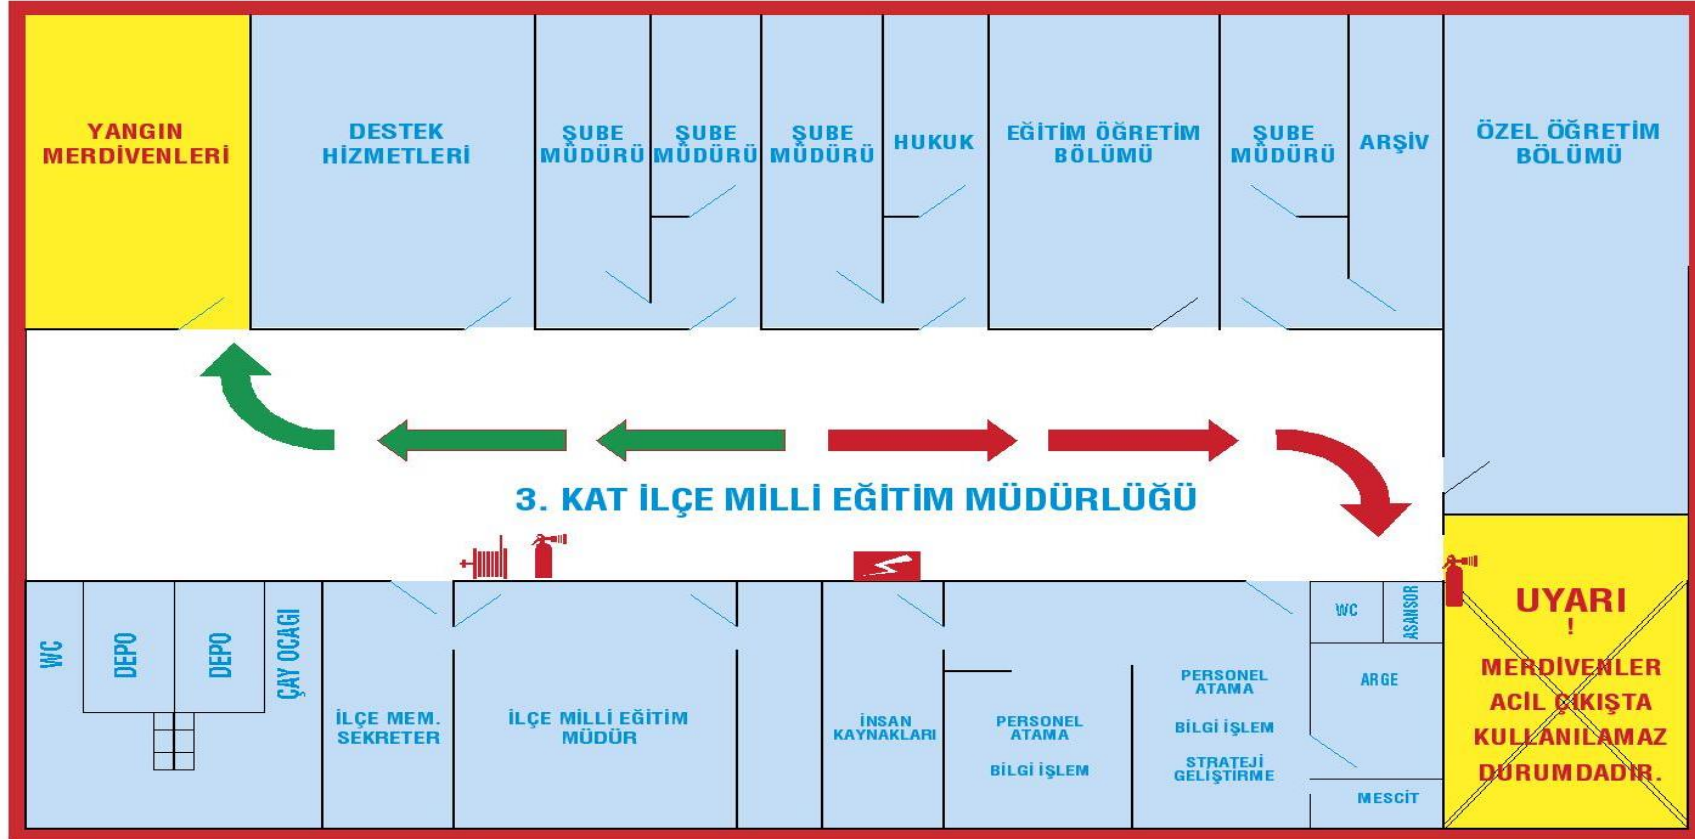 YANGIN
MERDİVENLERİ
DESTEK
HİZMETLERİ
ŞUBE
MÜDÜRÜ
ŞUBE
MÜDÜRÜ
ŞUBE
MÜDÜRÜ
HUKUK
EĞİTİM ÖĞRETİM
BÖLÜMÜ
ŞUBE
MÜDÜRÜ
ARŞİV
ÖZEL ÖĞRETİM
BÖLÜMÜ
3. KAT İLÇE MİLLİ EĞİTİM MÜDÜRLÜĞÜ
WC
DEPO
DEPO
ÇAY OCAGI
İLÇE MEM.
SEKRETER
İLÇE MİLLİ EĞİTİM
MÜDÜR
İNSAN
KAYNAKLARI
PERSONEL
ATAMA
BİLGİ İŞLEM
PERSONEL
ATAMA
BİLGİ İŞLEM
STRATEJİ
GELİŞTİRME
WC
ASANSOR
ARGE
MESCİT
UYARI
!
MERDİVENLER
ACİL ÇIKIŞTA
KULLANILAMAZ
DURUMDADIR.